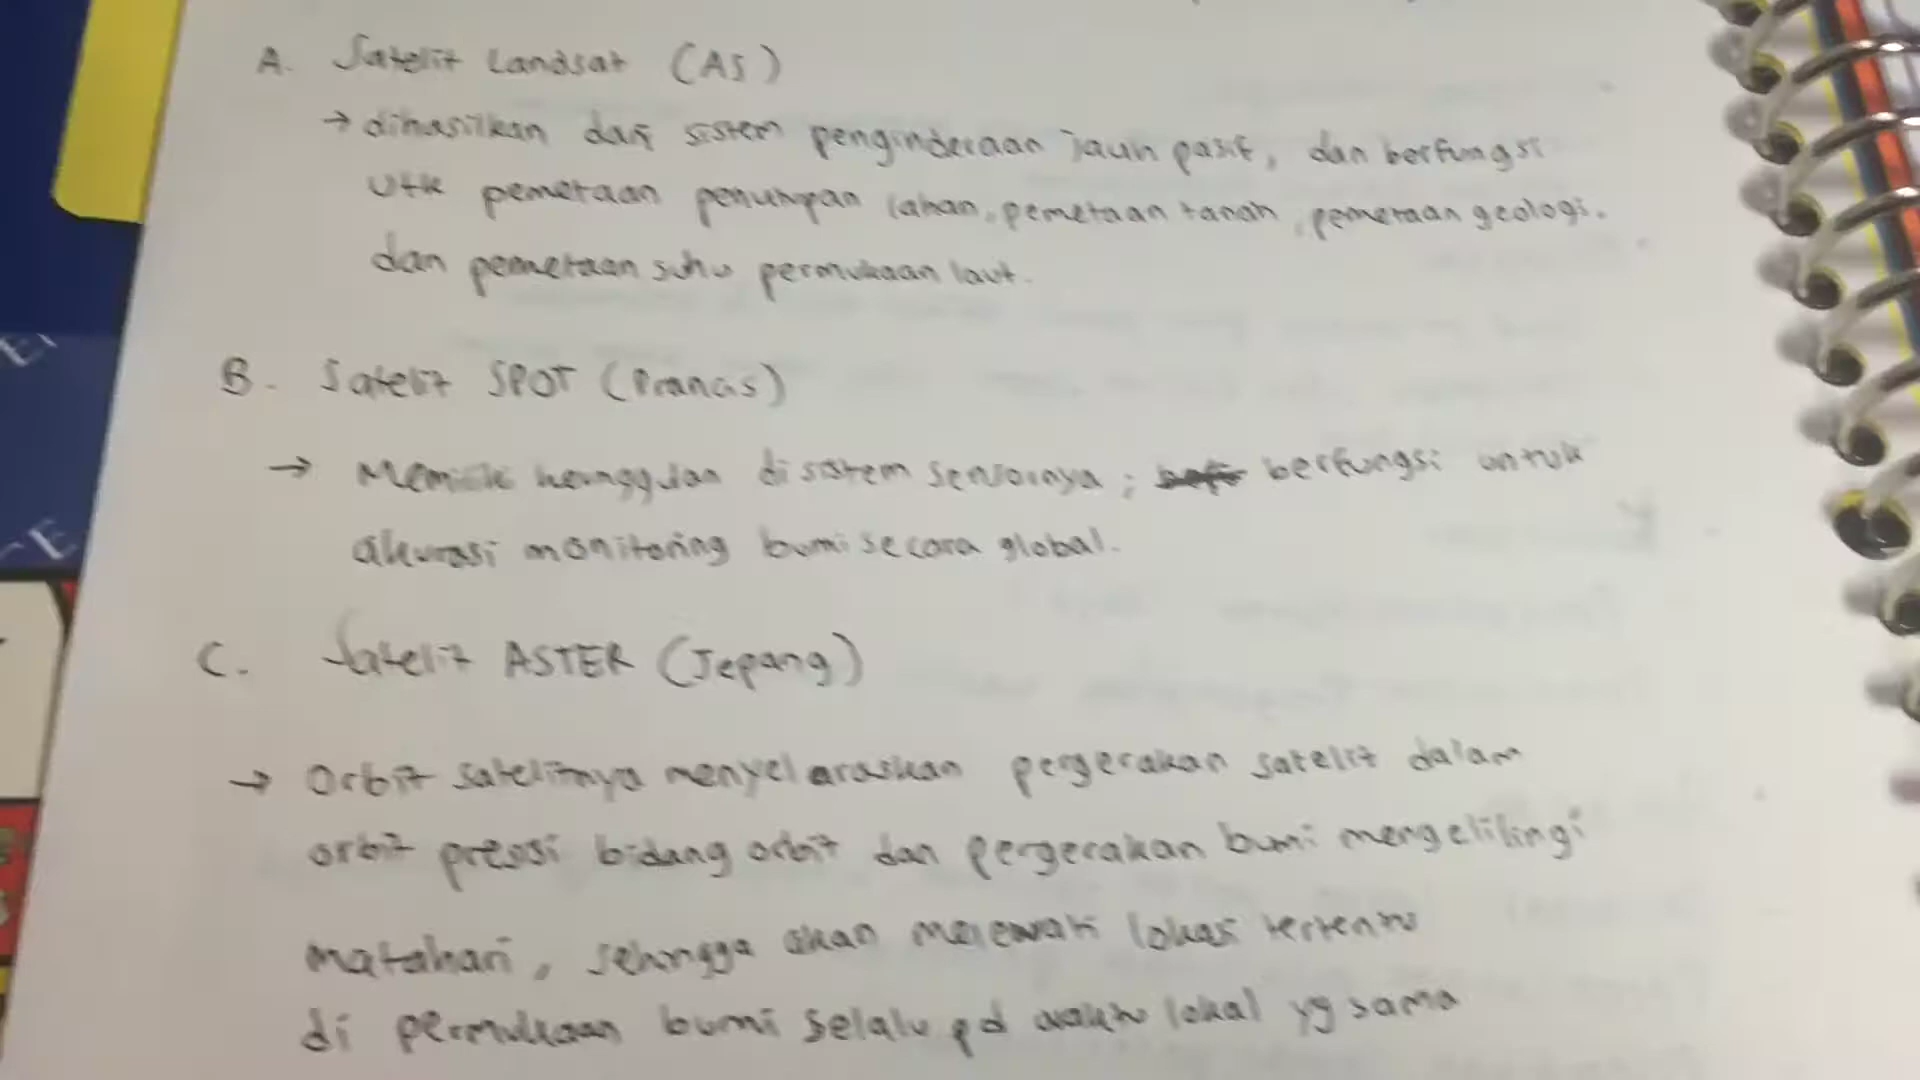 A. Satelit Landsat (AS)
→ dihasilkan dari sistem penginderaan jauh pasif, dan berfungsi
utk pemetaan penutupan lahan, pemetaan tanah, pemetaan geologi.
dan pemetaan suhu permukaan laut.
B. Satelit SPOT (Prancis)
→ Memiliki keunggulan di sistem sensornya; berfungsi untuk
akurasi monitoring bumi secara global.
C. Satelit ASTER (Jepang)
→ Orbit satelitnya menyelaraskan pergerakan satelit dalam
orbit presisi bidang orbit dan pergerakan bumi mengelilingi
matahari, sehingga akan melewati lokasi tertentu
di permukaan bumi selalu pd waktu lokal yg sama